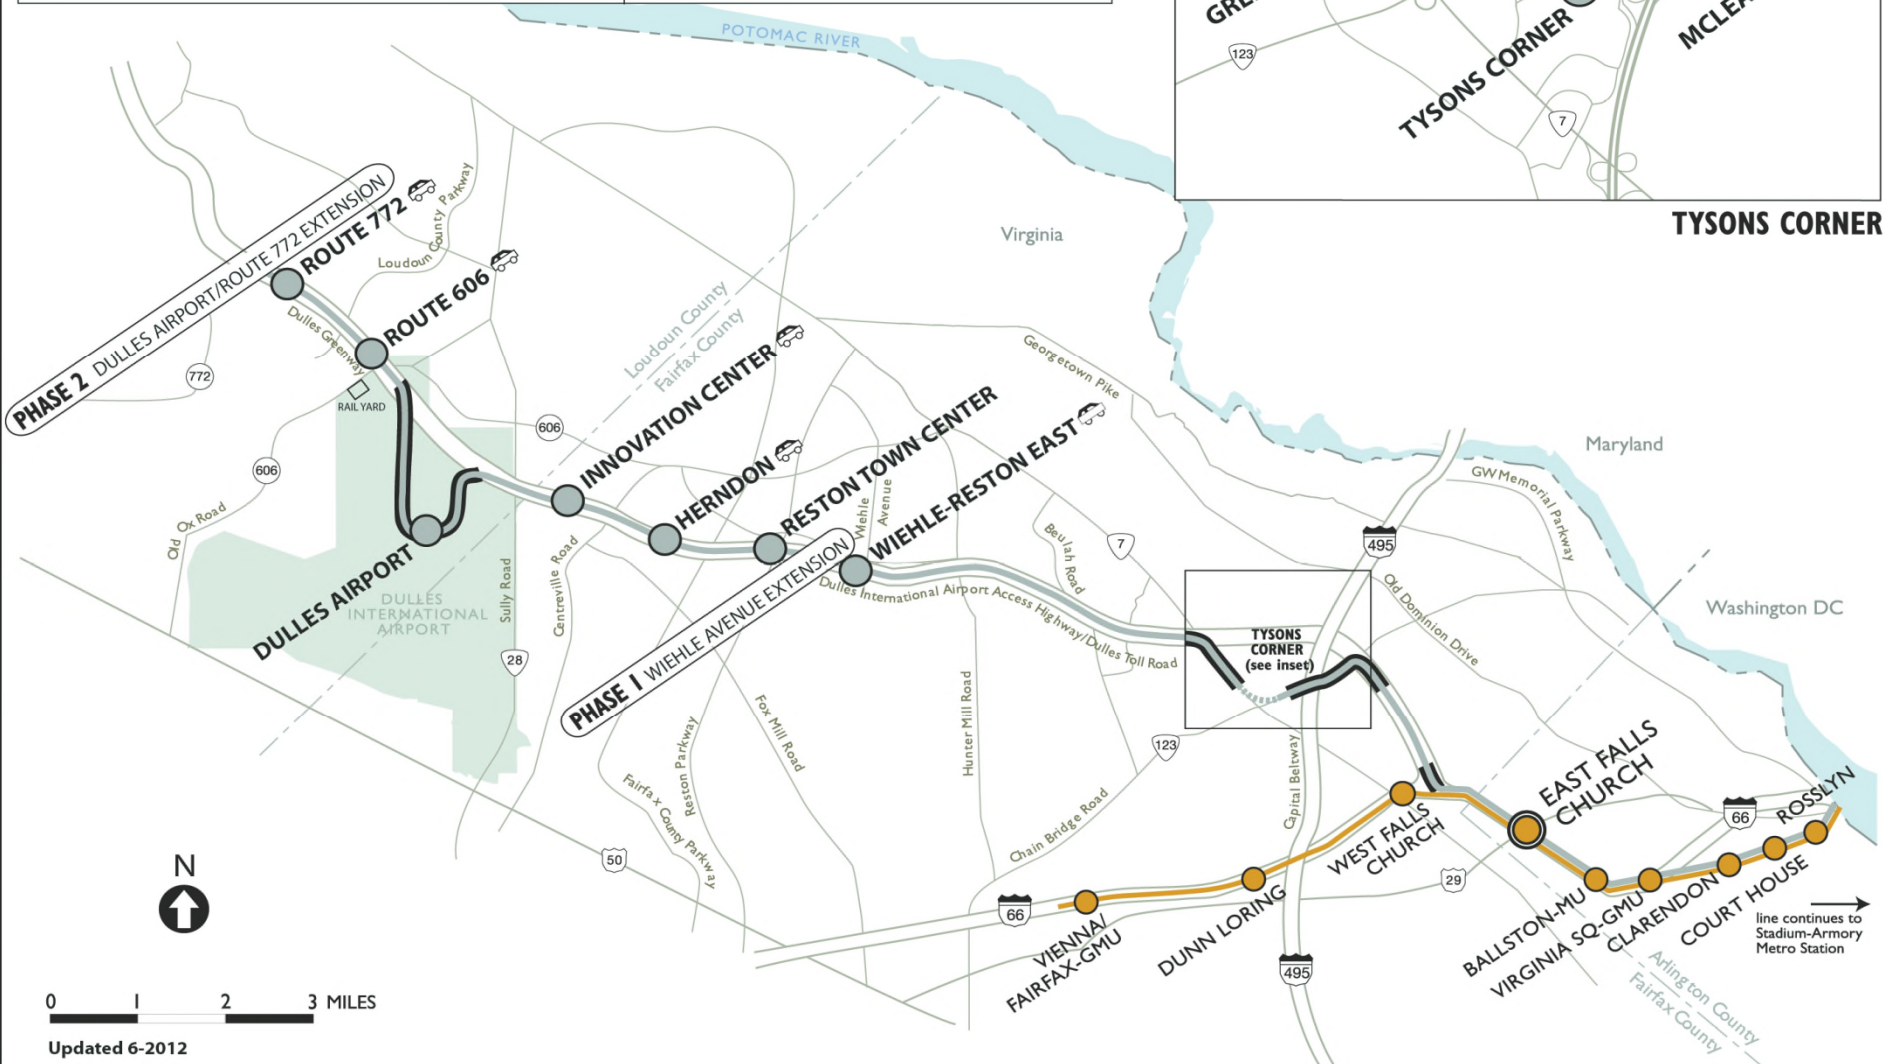 POTOMAC RIVER
123
TYSONS CORNER
7
TYSONS CORNER
Virginia
PHASE 2 DULLES AIRPORT/ROUTE 772 EXTENSION
ROUTE 772
Loudoun County Parkway
Loudoun
ROUTE 606
Dulles Greenway
772
RAIL YARD
606
606
Old Ox Road
Loudoun County
Fairfax County
INNOVATION CENTER
HERNDON
RESTON TOWN CENTER
WIEHLE-RESTON EAST
Wiehle
Avenue
Georgetown Pike
Maryland
GW Memorial Parkway
495
7
Beulah Road
Old Dominion Drive
Washington DC
DULLES AIRPORT
DULLES
INTERNATIONAL
AIRPORT
Sully Road
Centreville Road
28
PHASE 1 WIEHLE AVENUE EXTENSION
Dulles International Airport Access Highway/Dulles Toll Road
TYSONS
CORNER
(see inset)
Fox Mill Road
Reston Parkway
Fairfax County Parkway
Hunter Mill Road
123
Capital Beltway
Chain Bridge Road
50
66
VIENNA/
FAIRFAX-GMU
DUNN LORING
WEST FALLS
CHURCH
EAST FALLS
CHURCH
29
66
ROSSLYN
COURT HOUSE
CLARENDON
VIRGINIA SQ-GMU
BALLSTON-MU
495
line continues to
Stadium-Armory
Metro Station
Arlington County
Fairfax County
N
0 1 2 3 MILES
Updated 6-2012